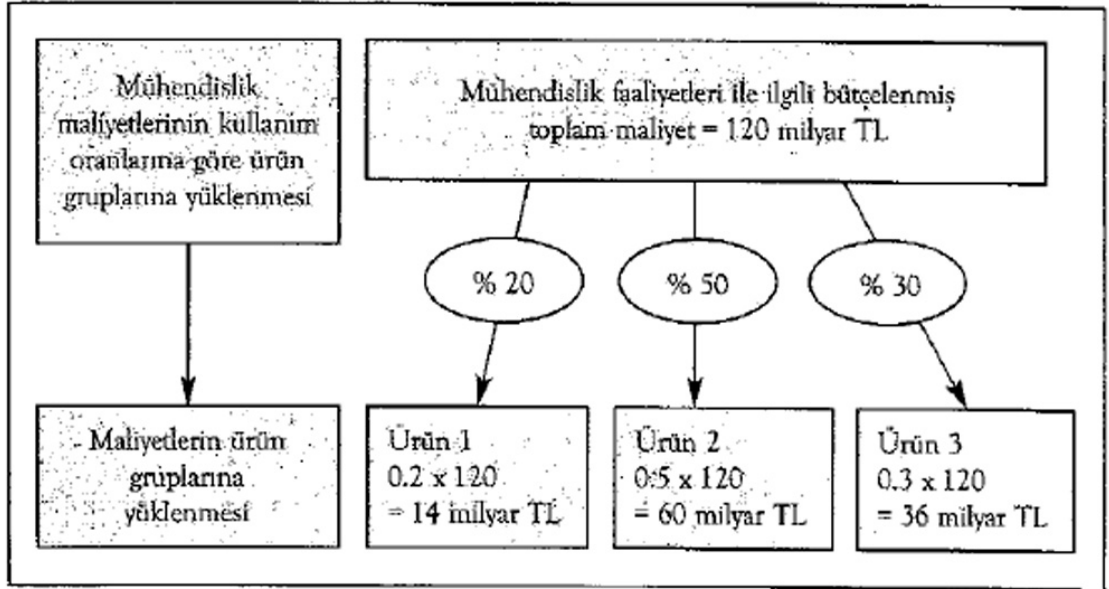 Mühendislik
maliyetlerinin kullanım
oranlarına göre ürün
gruplarına yüklenmesi
Mühendislik faaliyetleri ile ilgili bütçelenmiş
toplam maliyet = 120 milyar TL
% 20
% 50
% 30
Maliyetlerin ürün
gruplarına
yüklenmesi
Ürün 1
0.2 x 120
= 14 milyar TL
Ürün 2
0.5 x 120
= 60 milyar TL
Ürün 3
0.3 x 120
= 36 milyar TL